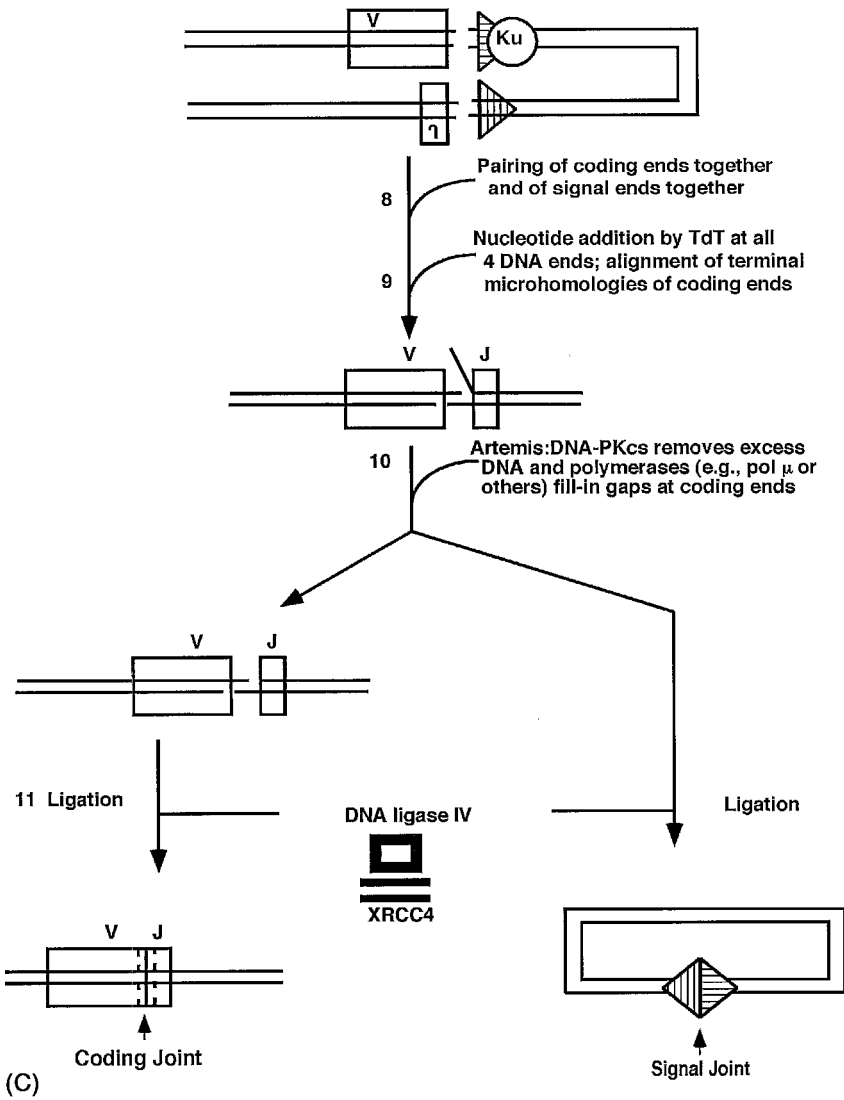 V
Ku
J
8
Pairing of coding ends together
and of signal ends together
Nucleotide addition by TdT at all
9
4 DNA ends; alignment of terminal
microhomologies of coding ends
V J
10
Artemis:DNA-PKcs removes excess
DNA and polymerases (e.g., pol μ or
others) fill-in gaps at coding ends
V J
11 Ligation
DNA ligase IV
Ligation
XRCC4
V J
Coding Joint
Signal Joint
(C)